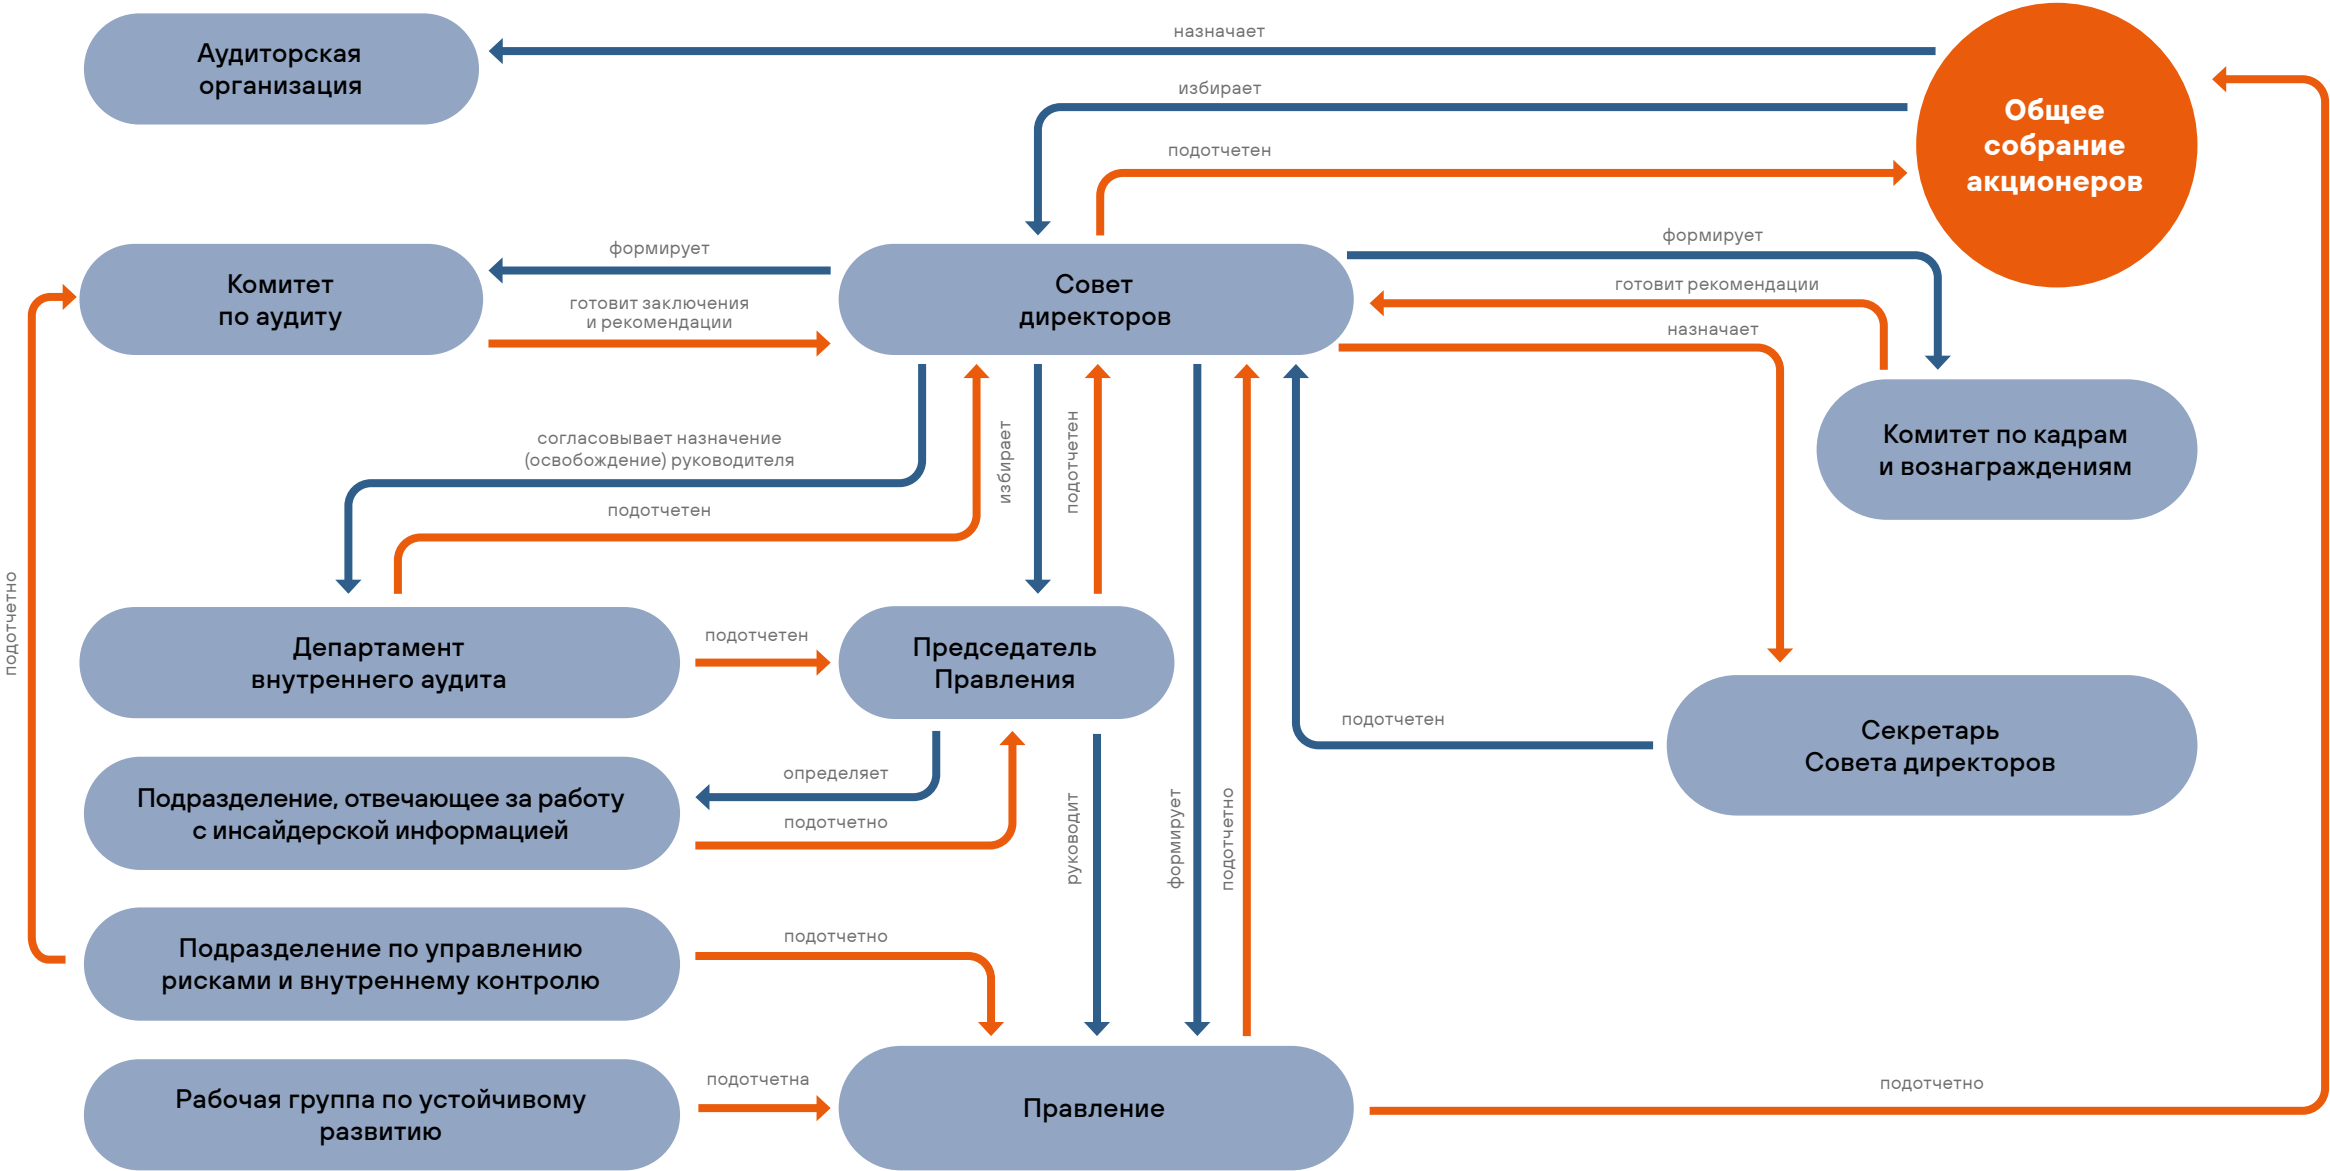 назначает
Аудиторская
организация
избирает
Общее
собрание
акционеров
подотчетен
формирует
формирует
Комитет
по аудиту
Совет
директоров
готовит рекомендации
готовит заключения
и рекомендации
назначает
согласовывает назначение
(освобождение) руководителя
избирает
подотчетен
Комитет по кадрам
и вознаграждениям
подотчетен
подотчетно
Департамент
внутреннего аудита
подотчетен
Председатель
Правления
подотчетен
Секретарь
Совета директоров
определяет
Подразделение, отвечающее за работу
с инсайдерской информацией
подотчетно
руководит
формирует
подотчетно
подотчетно
Подразделение по управлению
рисками и внутреннему контролю
подотчетна
подотчетно
Рабочая группа по устойчивому
развитию
Правление